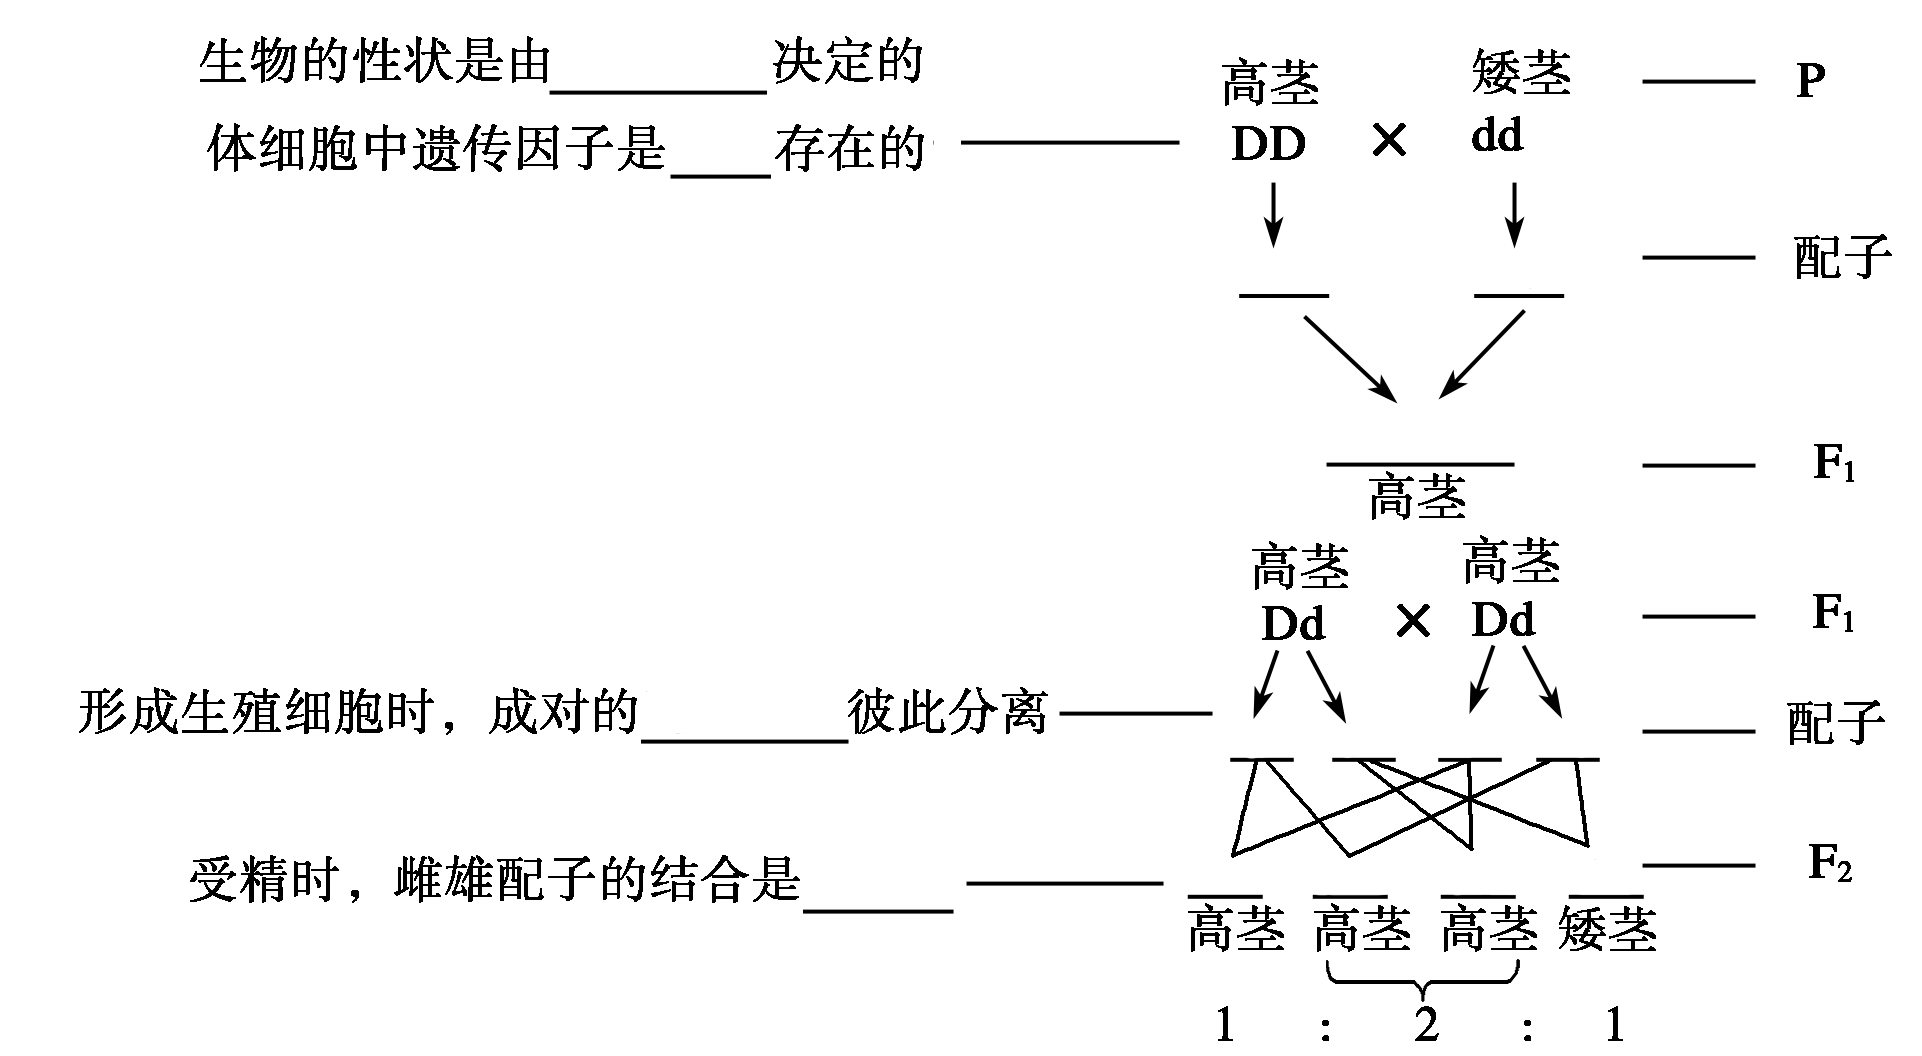 生物的性状是由________决定的
高茎 矮茎 P
体细胞中遗传因子是____存在的
DD × dd
配子
F₁
高茎
高茎 高茎
Dd × Dd F₁
形成生殖细胞时，成对的________彼此分离 配子
受精时，雌雄配子的结合是______ F₂
高茎 高茎 高茎 矮茎
1 : 2 : 1